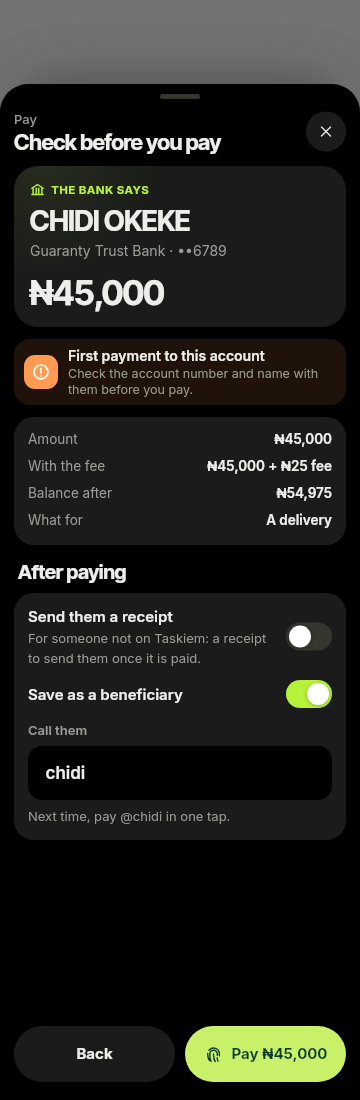 Pay
Check before you pay
THE BANK SAYS
CHIDI OKEKE
Guaranty Trust Bank · ••6789
₦45,000
First payment to this account
Check the account number and name with
them before you pay.
Amount ₦45,000
With the fee ₦45,000 + ₦25 fee
Balance after ₦54,975
What for A delivery
After paying
Send them a receipt
For someone not on Taskiem: a receipt
to send them once it is paid.
Save as a beneficiary
Call them
chidi
Next time, pay @chidi in one tap.
Back Pay ₦45,000